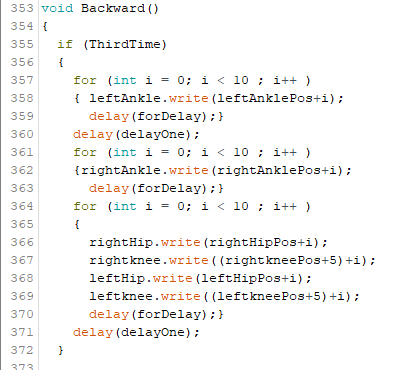 353 void Backward()
354 {
355   if (ThirdTime)
356   {
357     for (int i = 0; i < 10 ; i++ )
358     { leftAnkle.write(leftAnklePos+i);
359       delay(forDelay);}
360     delay(delayOne);
361     for (int i = 0; i < 10 ; i++ )
362     {rightAnkle.write(rightAnklePos+i);
363       delay(forDelay);}
364     for (int i = 0; i < 10 ; i++ )
365     {
366       rightHip.write(rightHipPos+i);
367       rightknee.write((rightkneePos+5)+i);
368       leftHip.write(leftHipPos+i);
369       leftknee.write((leftkneePos+5)+i);
370       delay(forDelay);}
371     delay(delayOne);
372   }
373